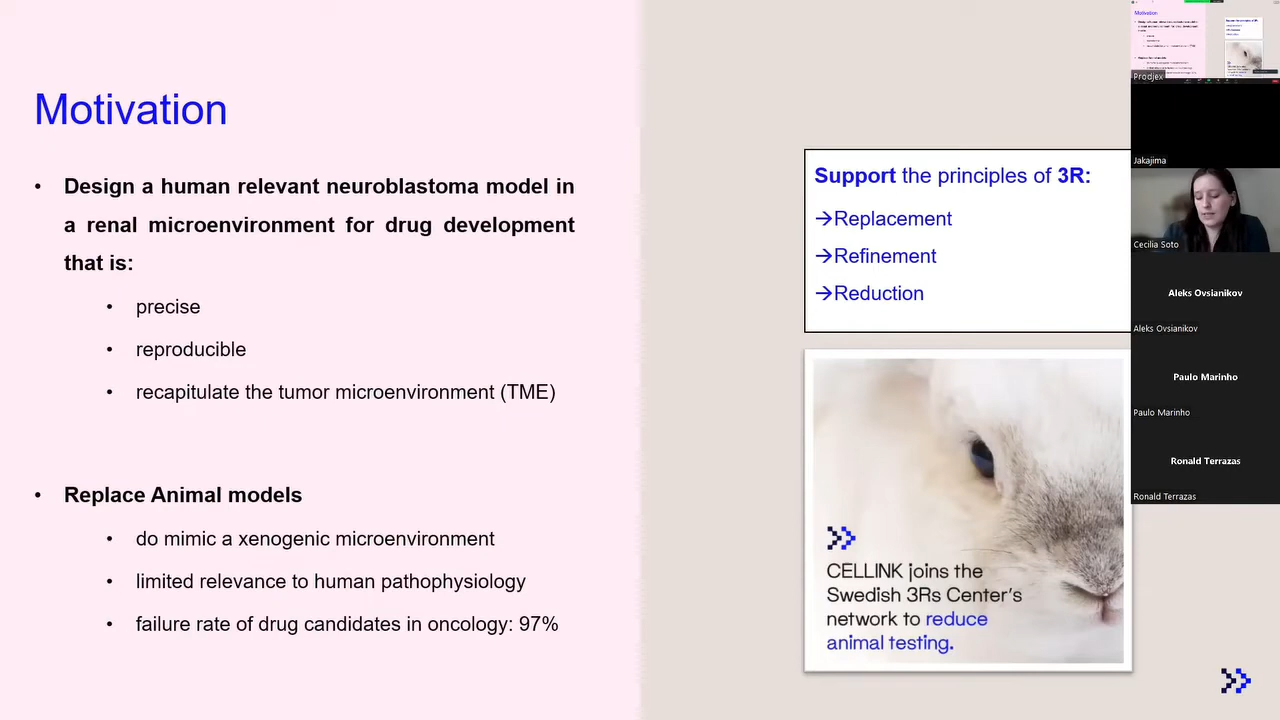 Motivation
• Design a human relevant neuroblastoma model in
a renal microenvironment for drug development
that is:
• precise
• reproducible
• recapitulate the tumor microenvironment (TME)
• Replace Animal models
• do mimic a xenogenic microenvironment
• limited relevance to human pathophysiology
• failure rate of drug candidates in oncology: 97%
Support the principles of 3R:
→Replacement
→Refinement
→Reduction
CELLINK joins the
Swedish 3Rs Center's
network to reduce
animal testing.
Motivation
Prodjex
Jakajima
Cecilia Soto
Aleks Ovsianikov
Aleks Ovsianikov
Paulo Marinho
Paulo Marinho
Ronald Terrazas
Ronald Terrazas